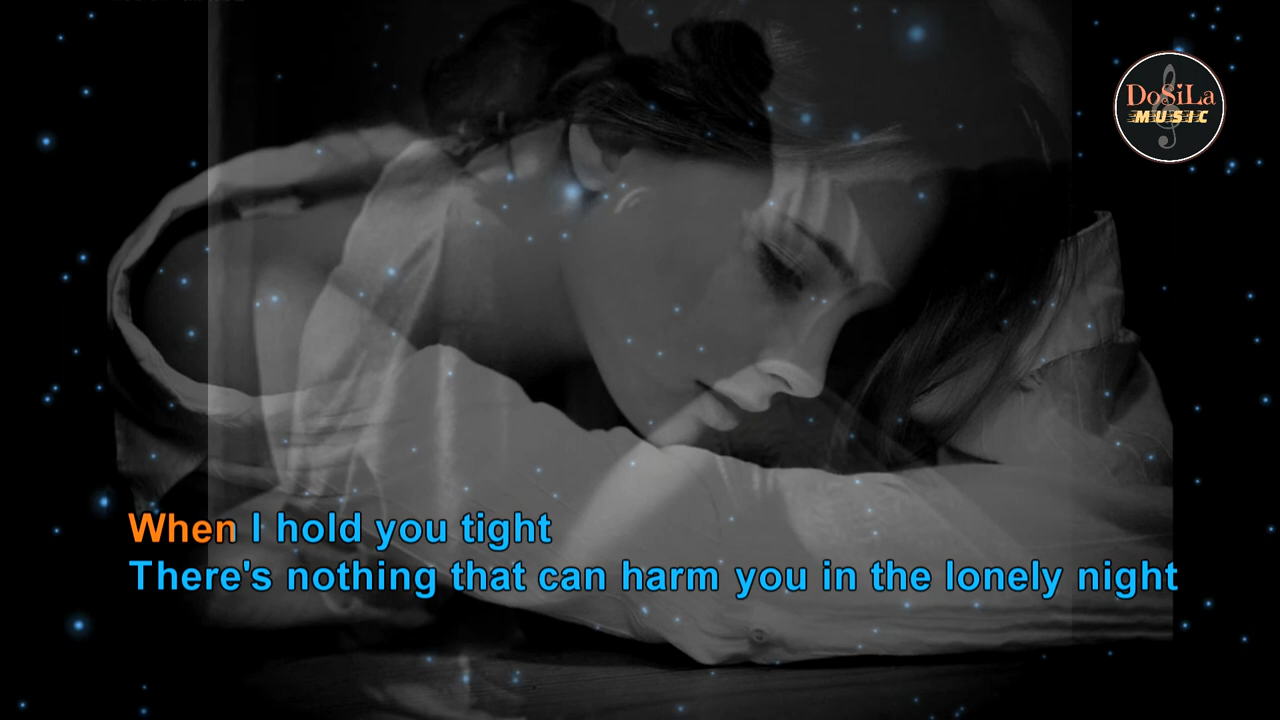 DoSiLa
MUSIC
When I hold you tight
There's nothing that can harm you in the lonely night